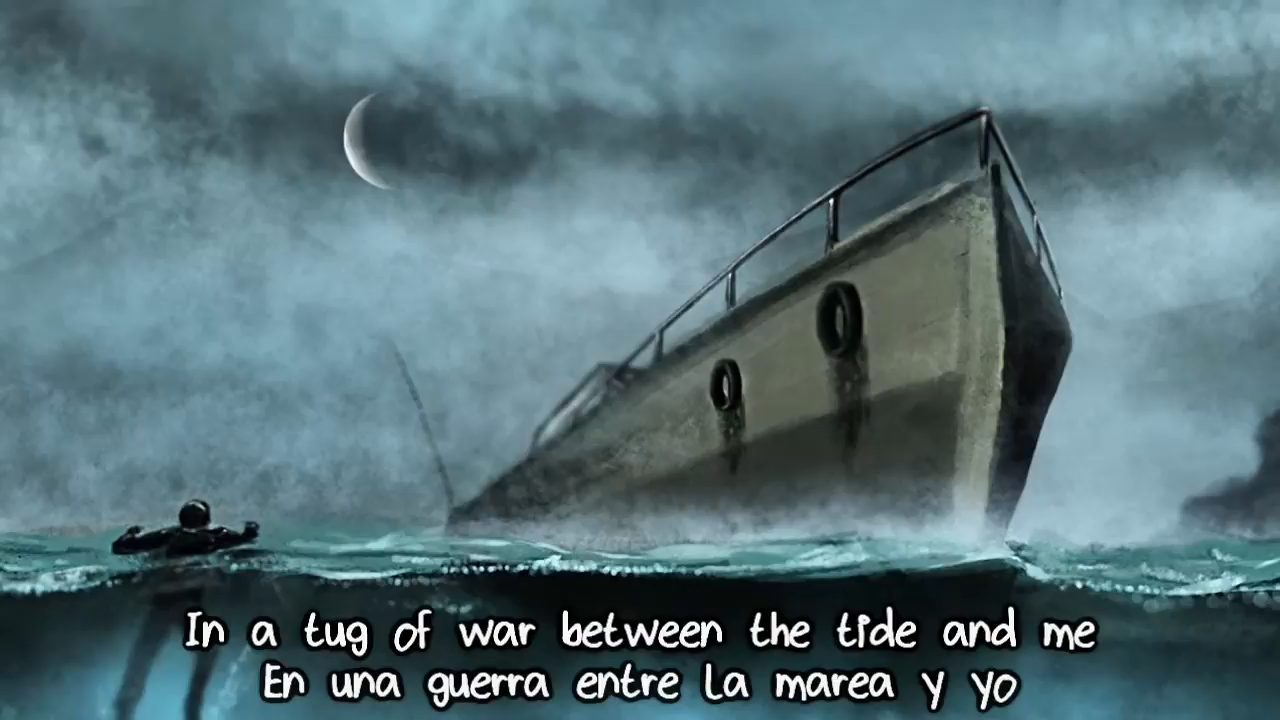 In a tug of war between the tide and me
En una guerra entre la marea y yo